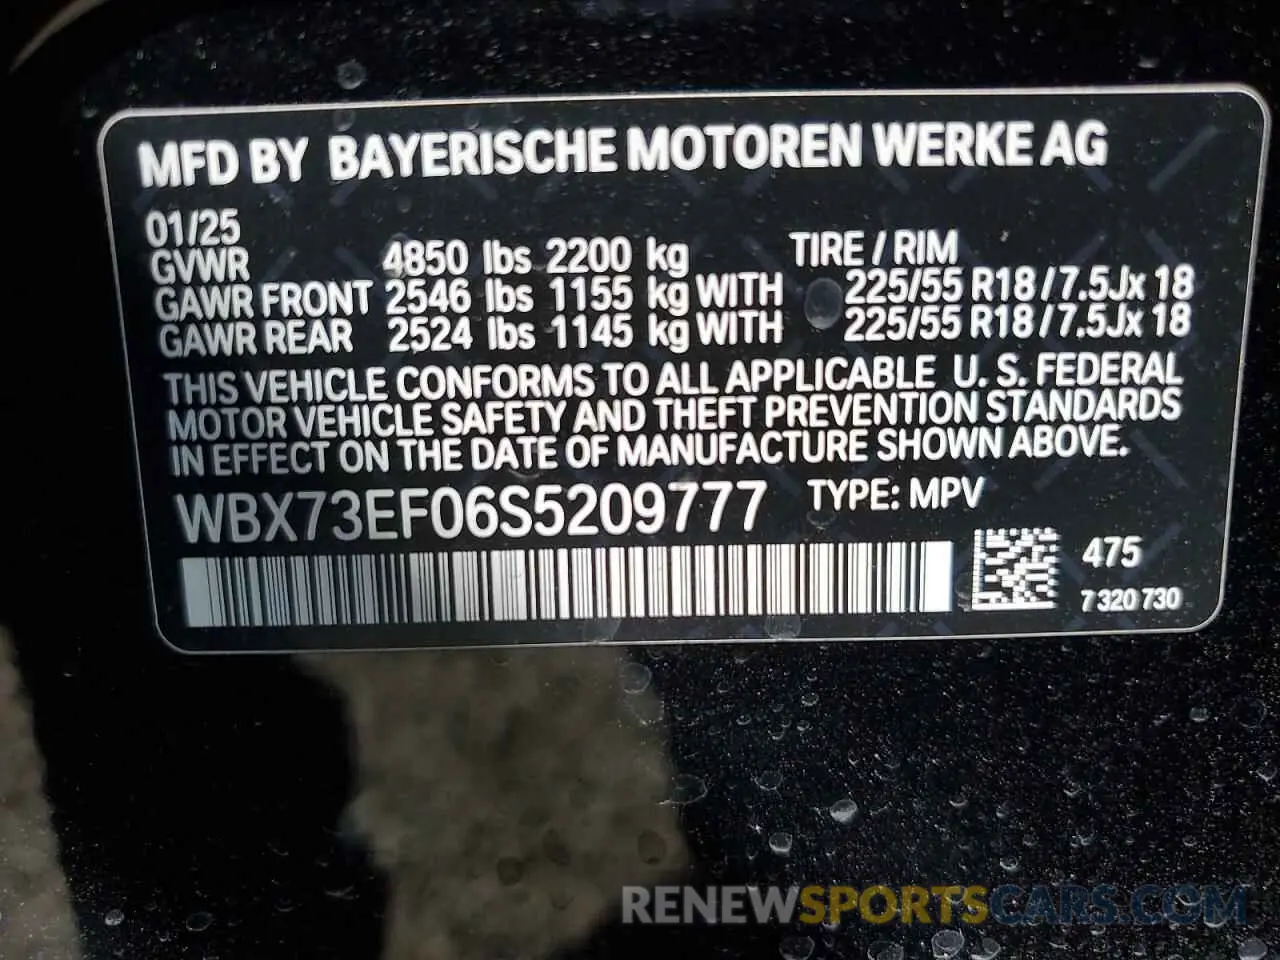 MFD BY BAYERISCHE MOTOREN WERKE AG
01/25
GVWR 4850 lbs 2200 kg TIRE / RIM
GAWR FRONT 2546 lbs 1155 kg WITH 225/55 R18 / 7.5Jx 18
GAWR REAR 2524 lbs 1145 kg WITH 225/55 R18 / 7.5Jx 18
THIS VEHICLE CONFORMS TO ALL APPLICABLE U. S. FEDERAL
MOTOR VEHICLE SAFETY AND THEFT PREVENTION STANDARDS
IN EFFECT ON THE DATE OF MANUFACTURE SHOWN ABOVE.
WBX73EF06S5209777 TYPE: MPV
475
7 320 730
RENEWSPORTSCARS.COM